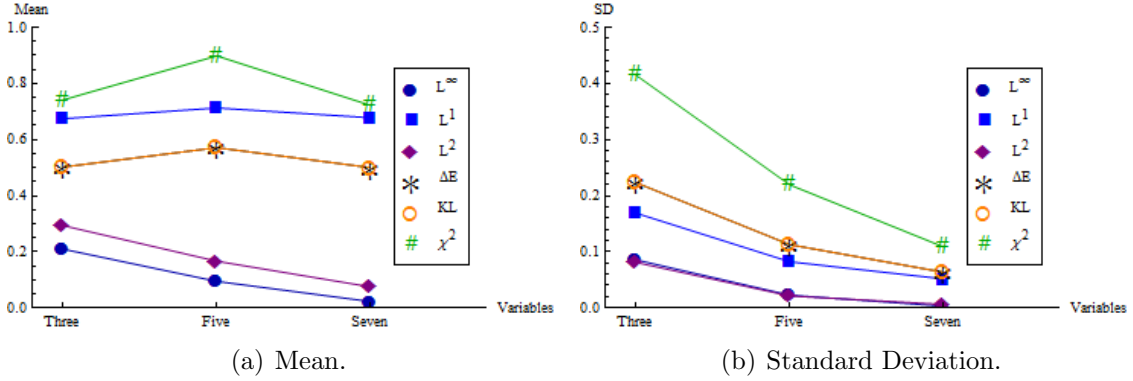 Mean
1.0
0.8
0.6
0.4
0.2
0.0
Three
Five
Seven
Variables
L∞
L1
L2
ΔE
KL
χ2
(a) Mean.
SD
0.5
0.4
0.3
0.2
0.1
0.0
Three
Five
Seven
Variables
L∞
L1
L2
ΔE
KL
χ2
(b) Standard Deviation.